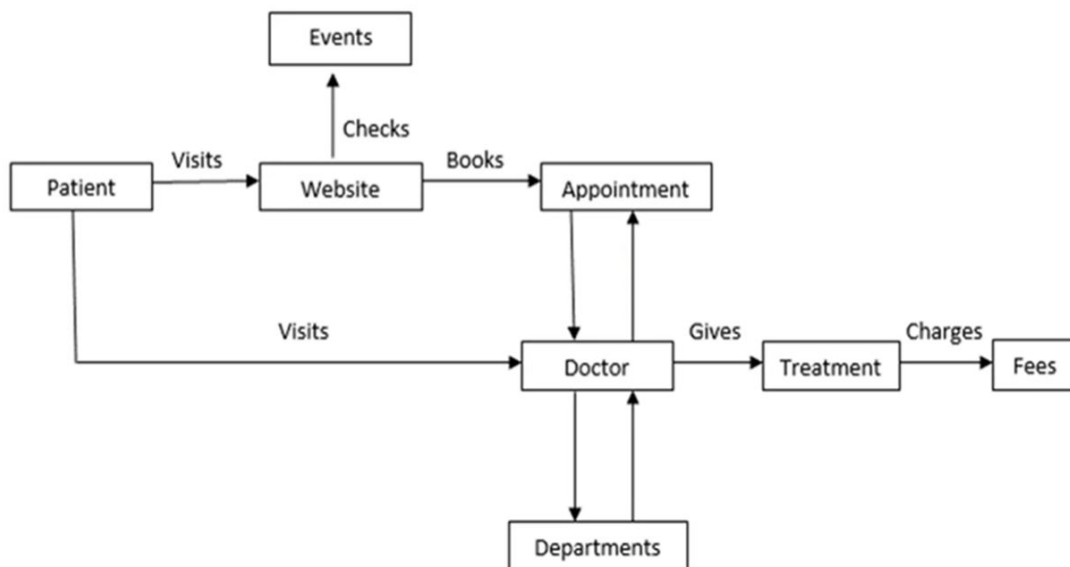 Events
Checks
Visits
Books
Patient
Website
Appointment
Visits
Gives
Charges
Doctor
Treatment
Fees
Departments